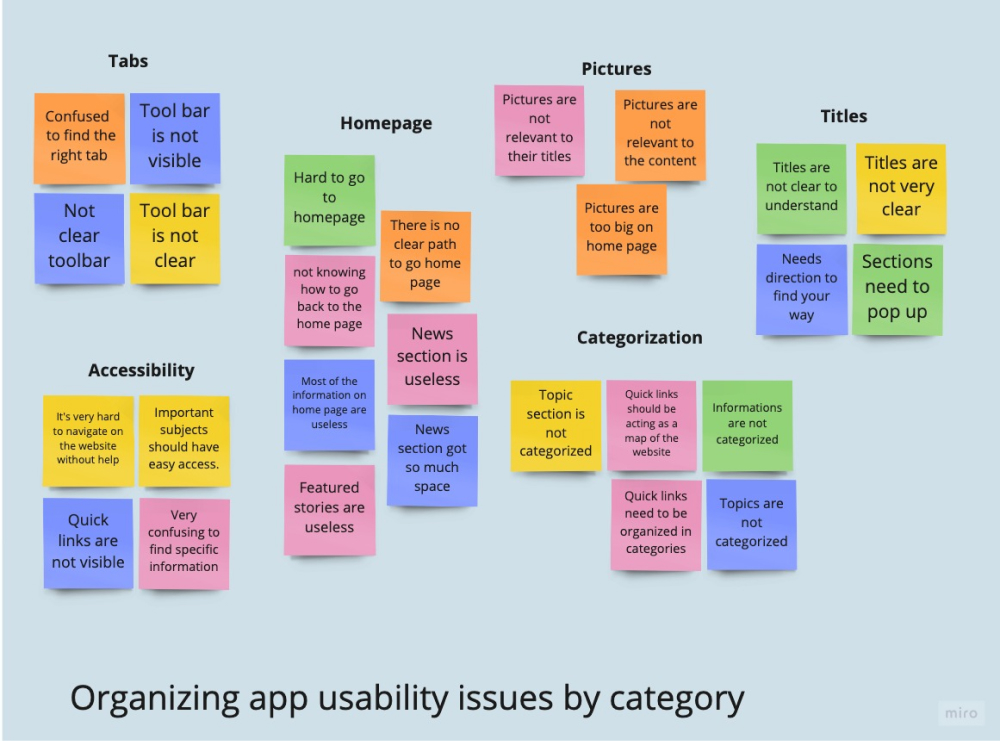 Tabs
Confused
to find the
right tab
Tool bar
is not
visible
Not
clear
toolbar
Tool bar
is not
clear
Accessibility
It's very hard
to navigate on
the website
without help
Important
subjects
should have
easy access.
Quick
links are
not visible
Very
confusing to
find specific
information
Homepage
Hard to go
to
homepage
There is no
clear path
to go home
page
not knowing
how to go
back to the
home page
News
section is
useless
Most of the
information on
home page are
useless
News
section got
so much
space
Featured
stories are
useless
Pictures
Pictures are
not
relevant to
their titles
Pictures are
not
relevant to
the content
Pictures are
too big on
home page
Categorization
Topic
section is
not
categorized
Quick links
should be
acting as a
map of the
website
Informations
are not
categorized
Quick links
need to be
organized in
categories
Topics are
not
categorized
Titles
Titles are
not clear to
understand
Titles are
not very
clear
Needs
direction to
find your
way
Sections
need to
pop up
Organizing app usability issues by category
miro